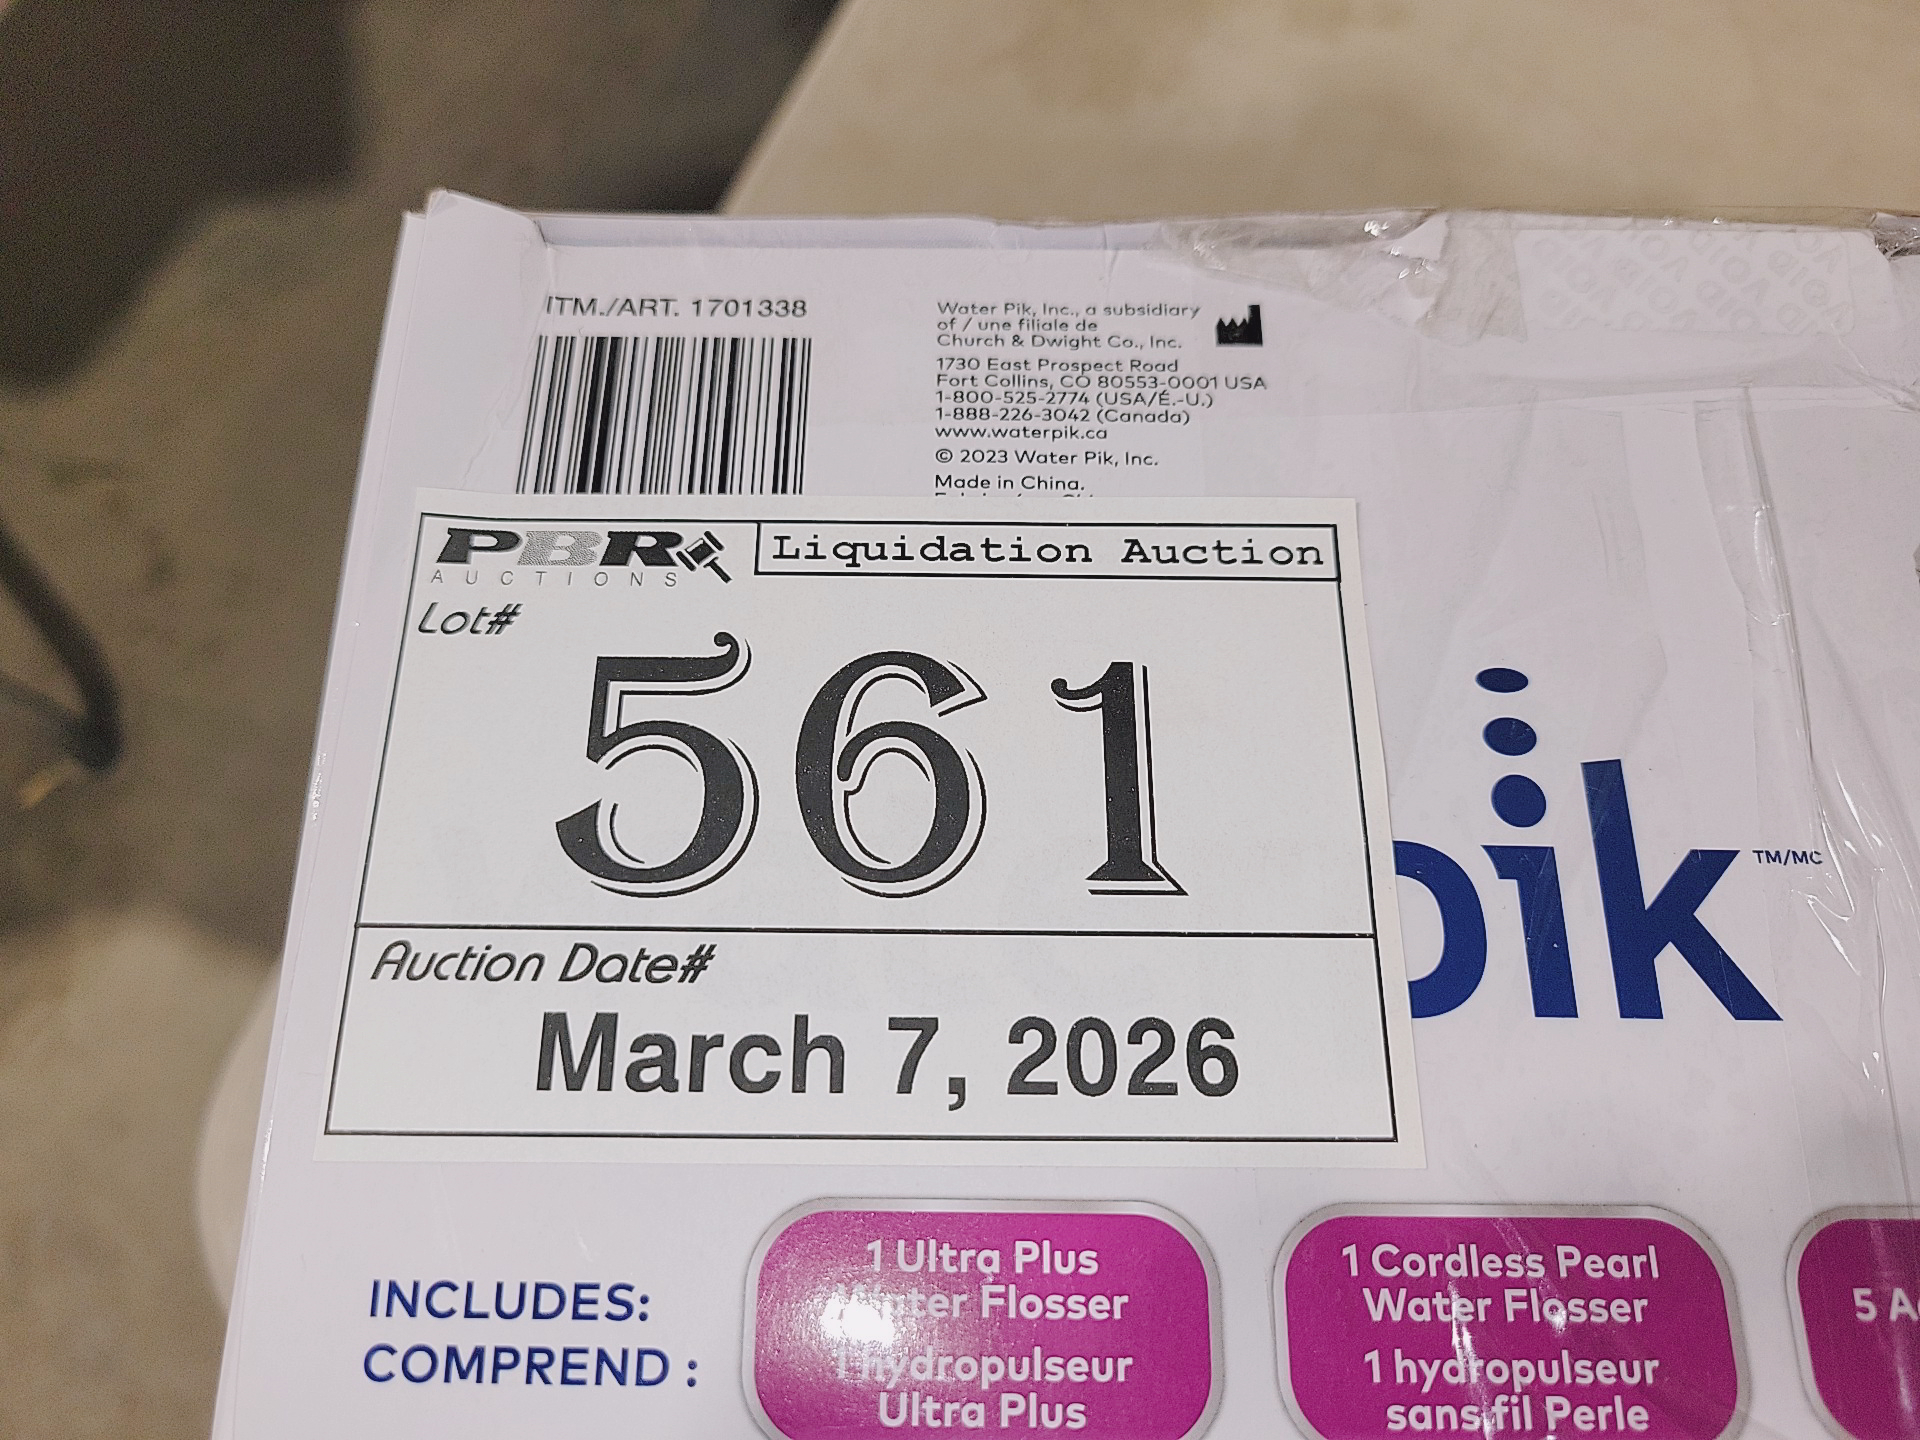 ITM./ART. 1701338
Water Pik, Inc., a subsidiary
of / une filiale de
Church & Dwight Co., Inc.
1730 East Prospect Road
Fort Collins, CO 80553-0001 USA
1-800-525-2774 (USA/É.-U.)
1-888-226-3042 (Canada)
www.waterpik.ca
© 2023 Water Pik, Inc.
Made in China.
PBR
AUCTIONS
Liquidation Auction
Lot#
561
Auction Date#
March 7, 2026
pik TM/MC
INCLUDES:
COMPREND :
1 Ultra Plus
Water Flosser
1 hydropulseur
Ultra Plus
1 Cordless Pearl
Water Flosser
1 hydropulseur
sans fil Perle
5